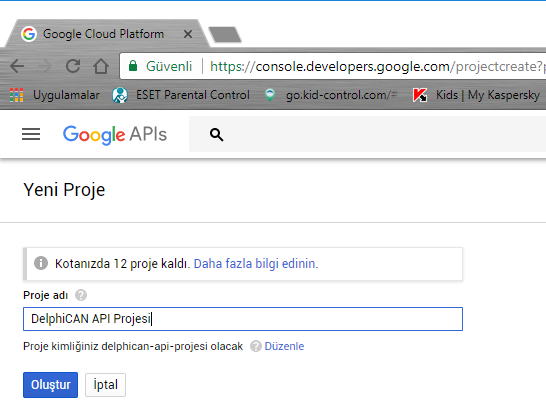 Google Cloud Platform
Güvenli https://console.developers.google.com/projectcreate?
Uygulamalar ESET Parental Control go.kid-control.com/# Kids | My Kaspersky
Google APIs
Yeni Proje
Kotanızda 12 proje kaldı. Daha fazla bilgi edinin.
Proje adı
DelphiCAN API Projesi
Proje kimliğiniz delphican-api-projesi olacak Düzenle
Oluştur İptal